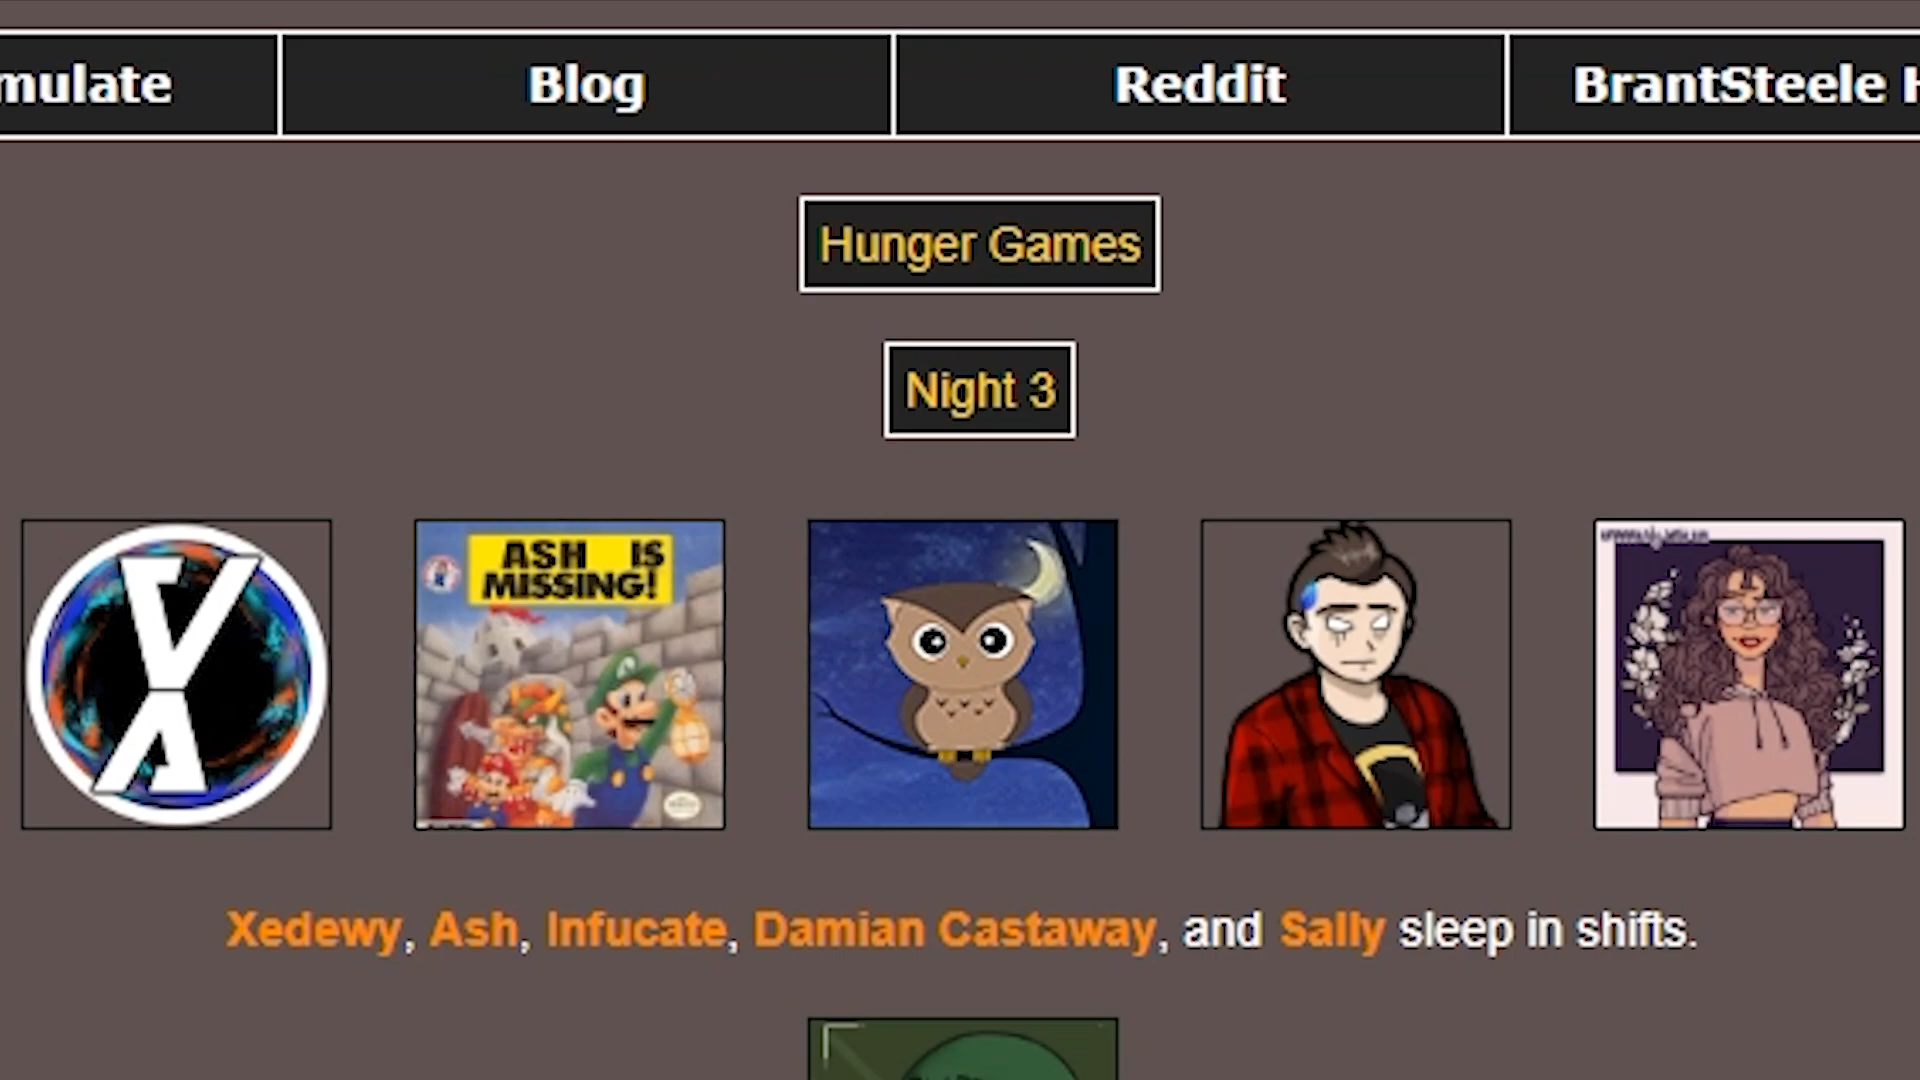 mulate
Blog
Reddit
BrantSteele H
Hunger Games
Night 3
ASH IS
MISSING!
Xedewy, Ash, Infucate, Damian Castaway, and Sally sleep in shifts.